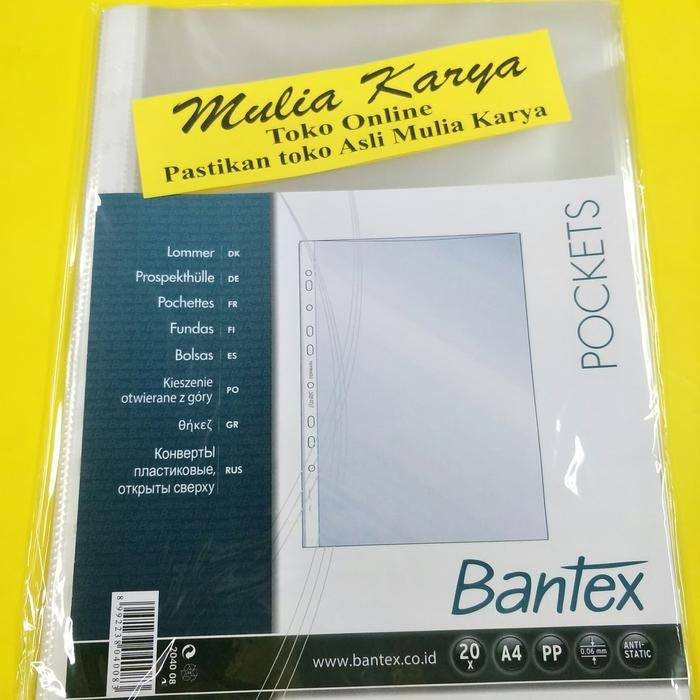 Mulia Karya
Toko Online
Pastikan toko Asli Mulia Karya
POCKETS
Lommer DK
Prospekthülle DE
Pochettes FR
Fundas FI
Bolsas ES
Kieszenie
otwierane z góry PO
θήκεζ GR
Конверты
пластиковые,
открыты сверху RUS
Bantex
www.bantex.co.id
20 x
A4
PP
0,06 mm
ANTI-
STATIC
2040 08